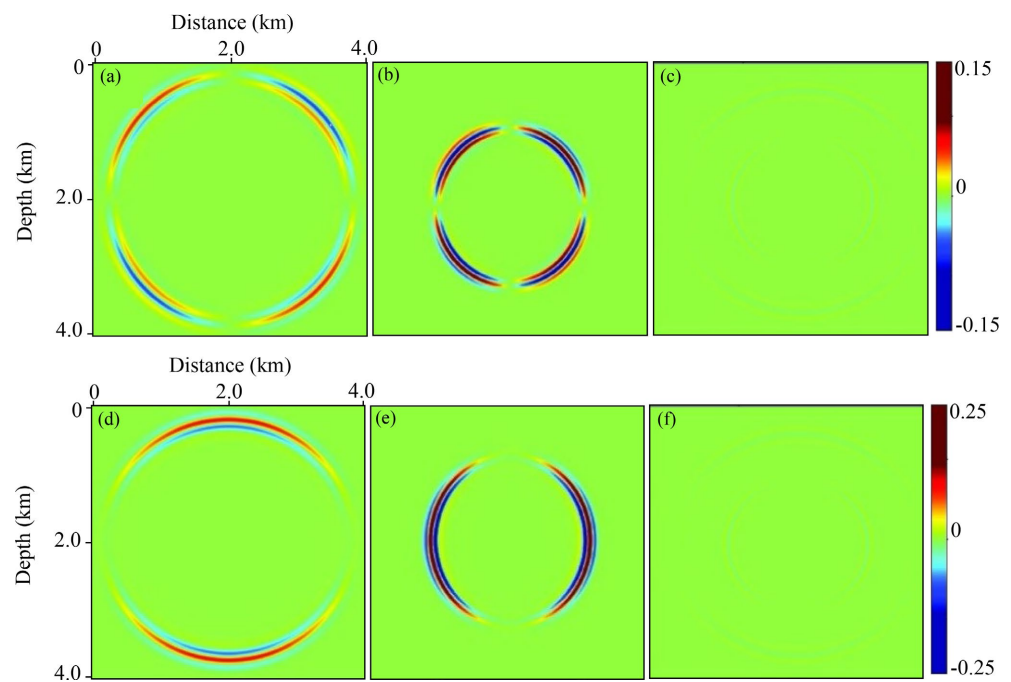 Distance (km)
0 2.0 4.0
0 (a) (b) (c) 0.15
Depth (km)
2.0 0
4.0 -0.15
Distance (km)
0 2.0 4.0
0 (d) (e) (f) 0.25
Depth (km)
2.0 0
4.0 -0.25